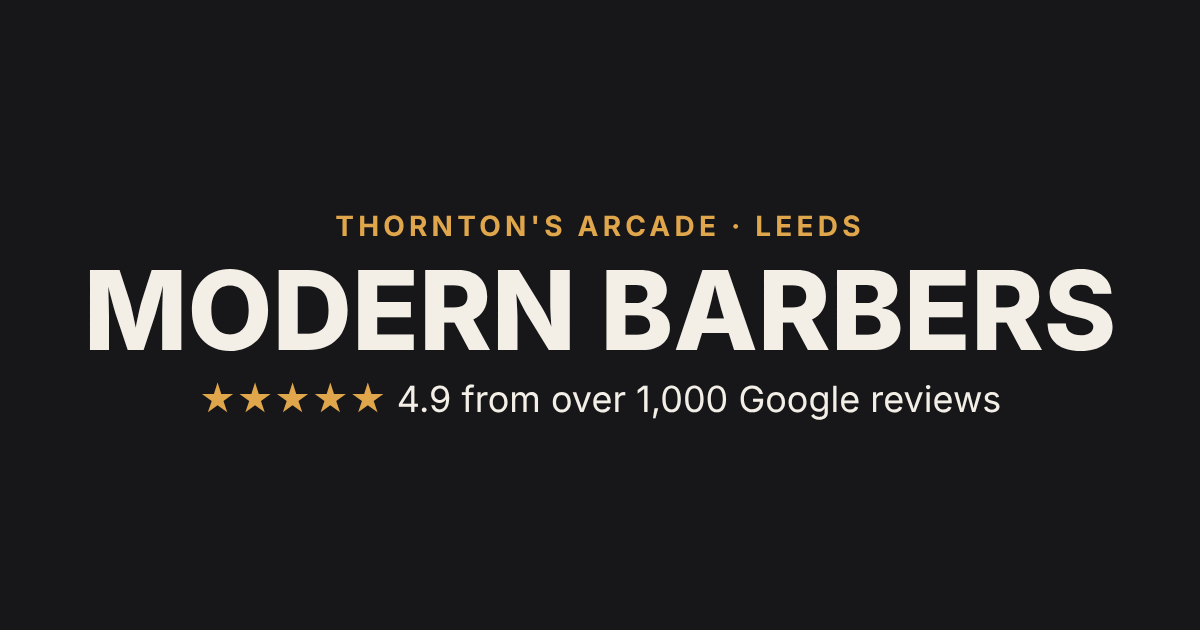 THORNTON'S ARCADE · LEEDS
MODERN BARBERS
★★★★★ 4.9 from over 1,000 Google reviews